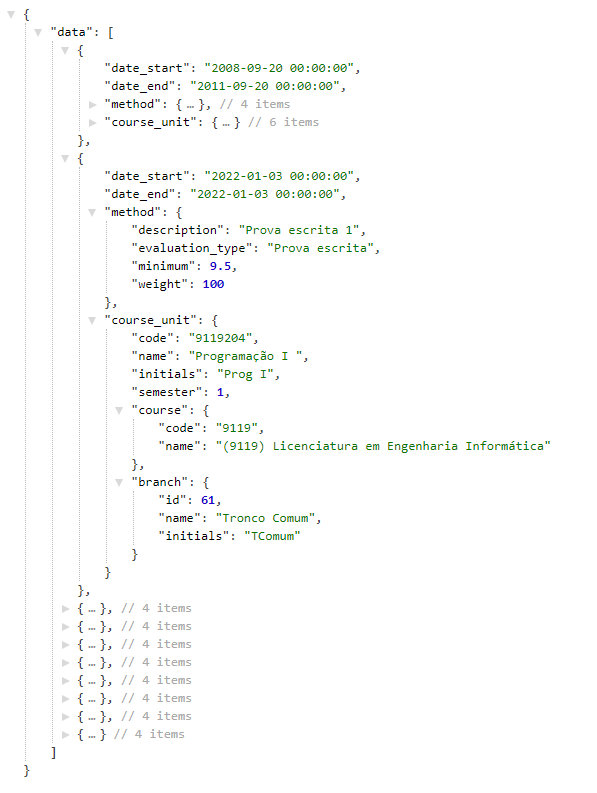 {
"data": [
{
"date_start": "2008-09-20 00:00:00",
"date_end": "2011-09-20 00:00:00",
"method": { … }, // 4 items
"course_unit": { … } // 6 items
},
{
"date_start": "2022-01-03 00:00:00",
"date_end": "2022-01-03 00:00:00",
"method": {
"description": "Prova escrita 1",
"evaluation_type": "Prova escrita",
"minimum": 9.5,
"weight": 100
},
"course_unit": {
"code": "9119204",
"name": "Programação I ",
"initials": "Prog I",
"semester": 1,
"course": {
"code": "9119",
"name": "(9119) Licenciatura em Engenharia Informática"
},
"branch": {
"id": 61,
"name": "Tronco Comum",
"initials": "TComum"
}
}
},
{ … }, // 4 items
{ … }, // 4 items
{ … }, // 4 items
{ … }, // 4 items
{ … }, // 4 items
{ … }, // 4 items
{ … }, // 4 items
{ … } // 4 items
]
}